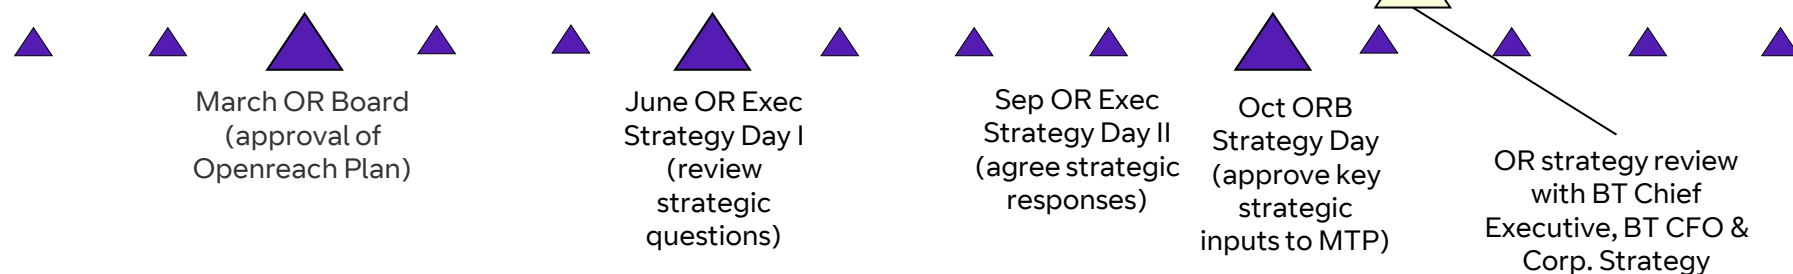 March OR Board
(approval of
Openreach Plan)
June OR Exec
Strategy Day I
(review
strategic
questions)
Sep OR Exec
Strategy Day II
(agree strategic
responses)
Oct ORB
Strategy Day
(approve key
strategic
inputs to MTP)
OR strategy review
with BT Chief
Executive, BT CFO &
Corp. Strategy